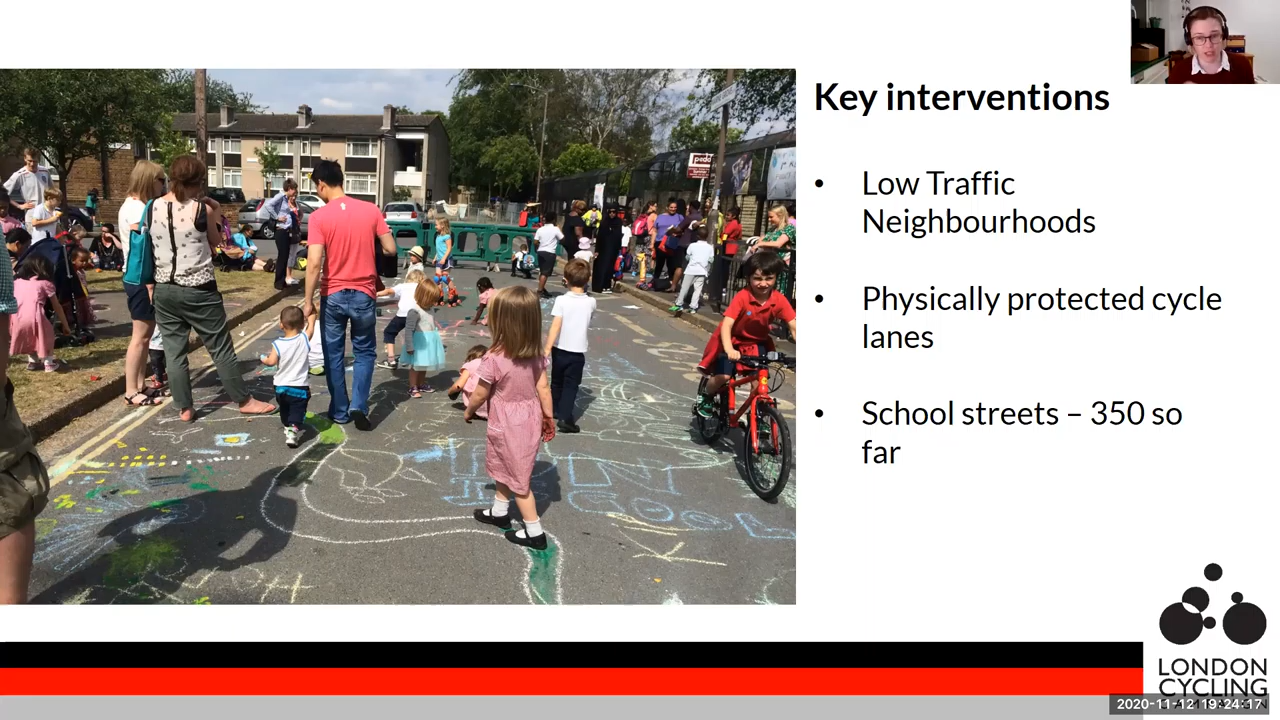 Key interventions
• Low Traffic
Neighbourhoods
• Physically protected cycle
lanes
• School streets – 350 so
far
LONDON
CYCLING
2020-11-12 19:24:17